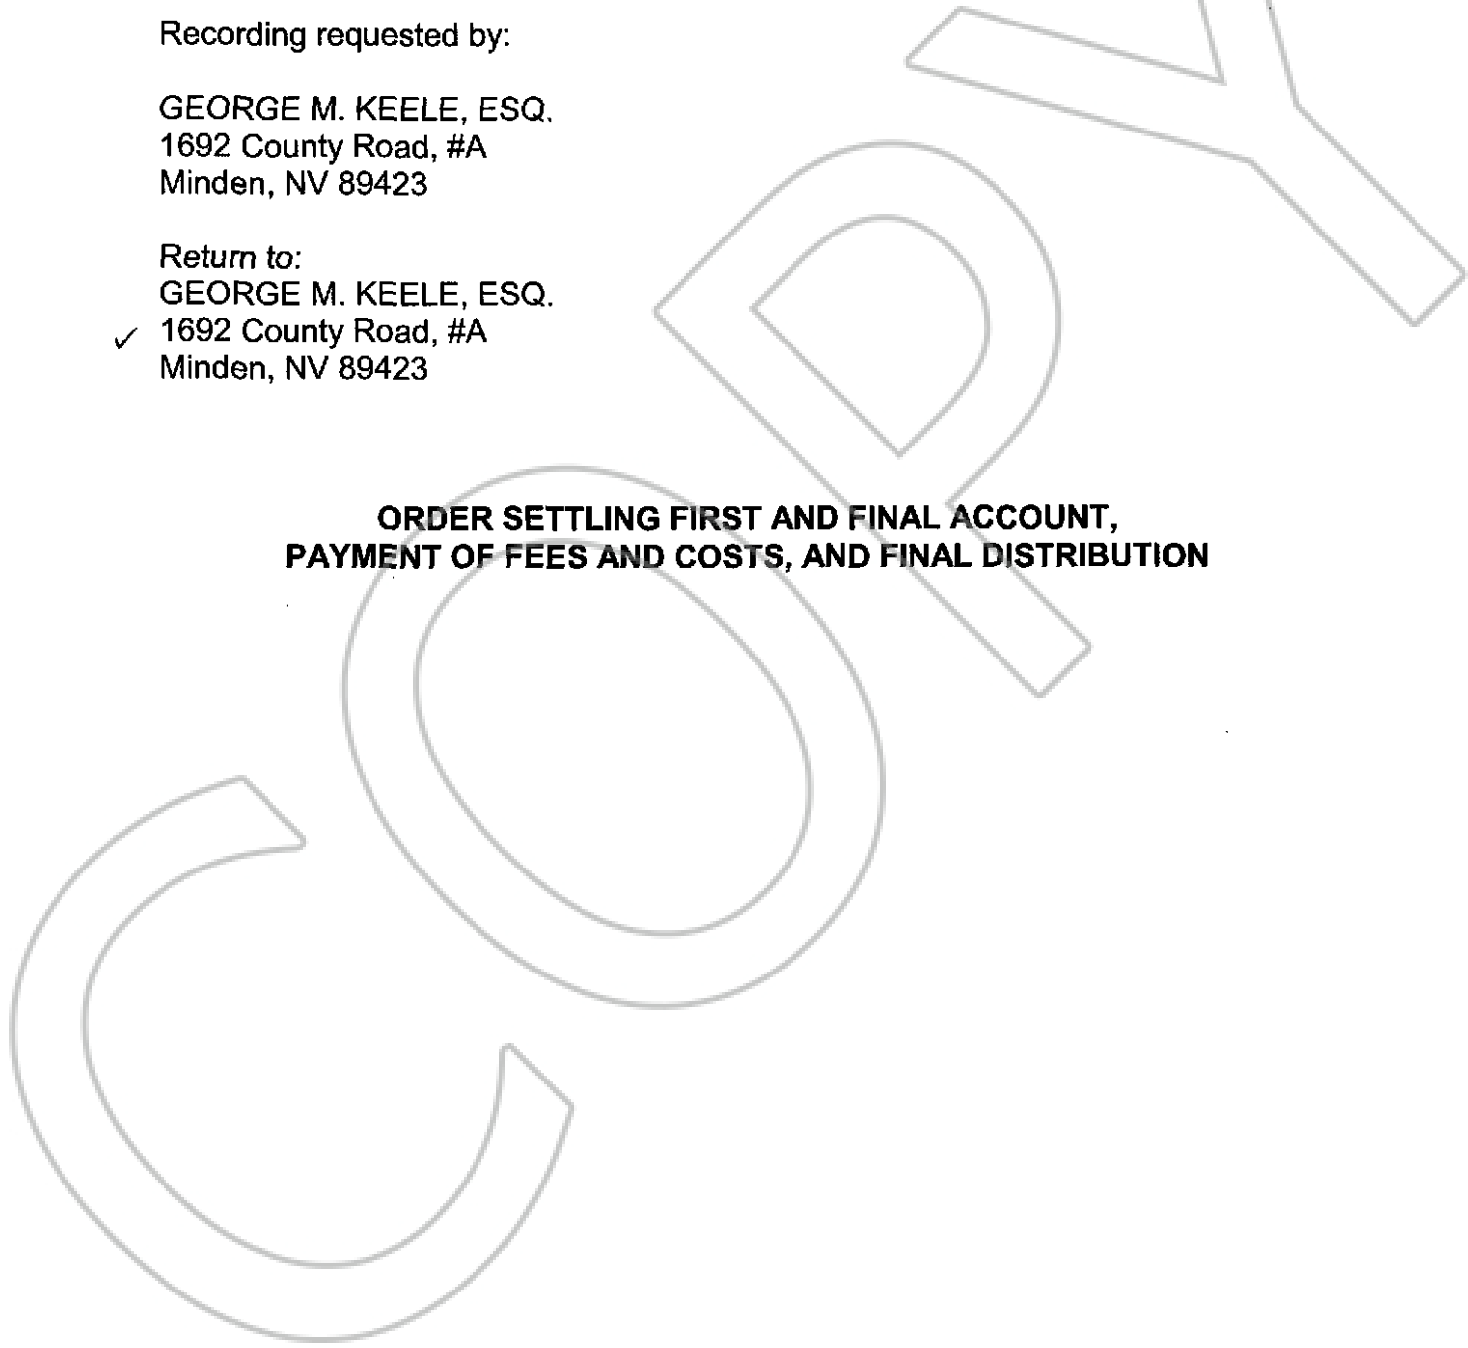 Recording requested by:
GEORGE M. KEELE, ESQ.
1692 County Road, #A
Minden, NV 89423
Return to:
GEORGE M. KEELE, ESQ.
✓ 1692 County Road, #A
Minden, NV 89423
ORDER SETTLING FIRST AND FINAL ACCOUNT,
PAYMENT OF FEES AND COSTS, AND FINAL DISTRIBUTION
COPY